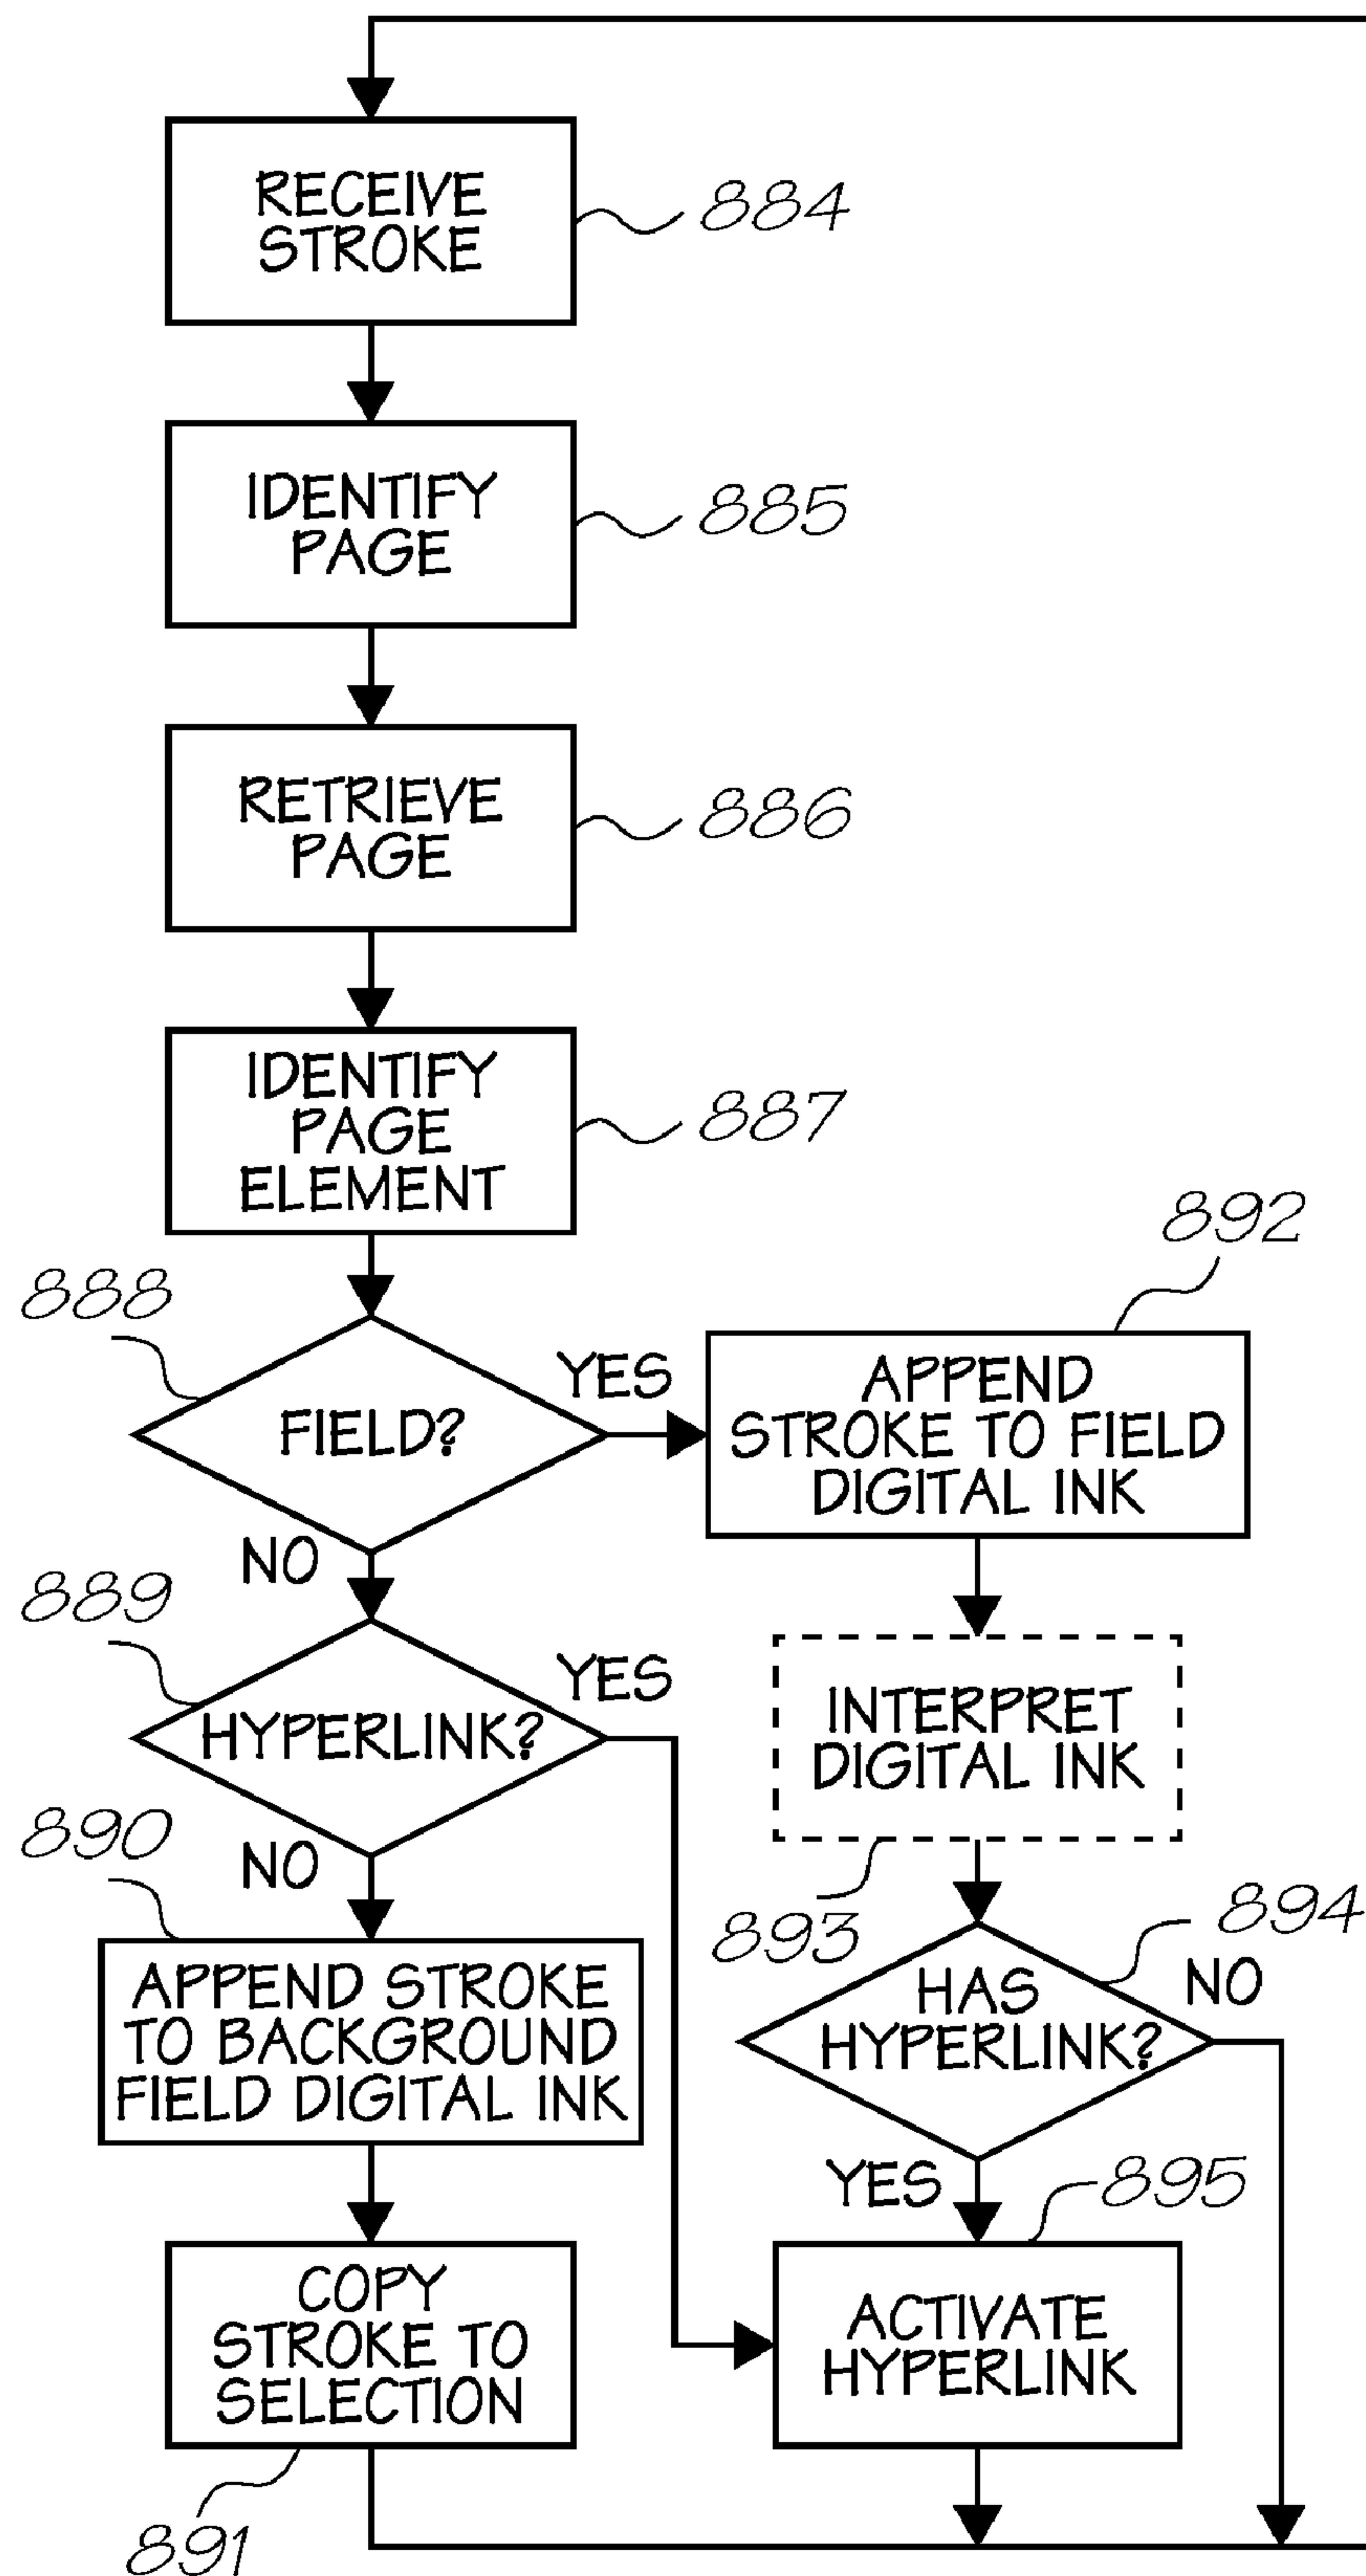 RECEIVE
STROKE
884
IDENTIFY
PAGE
885
RETRIEVE
PAGE
886
IDENTIFY
PAGE
ELEMENT
887
888
FIELD?
YES
NO
892
APPEND
STROKE TO FIELD
DIGITAL INK
889
HYPERLINK?
YES
NO
INTERPRET
DIGITAL INK
893
890
APPEND STROKE
TO BACKGROUND
FIELD DIGITAL INK
894
HAS
HYPERLINK?
NO
YES
895
COPY
STROKE TO
SELECTION
891
ACTIVATE
HYPERLINK